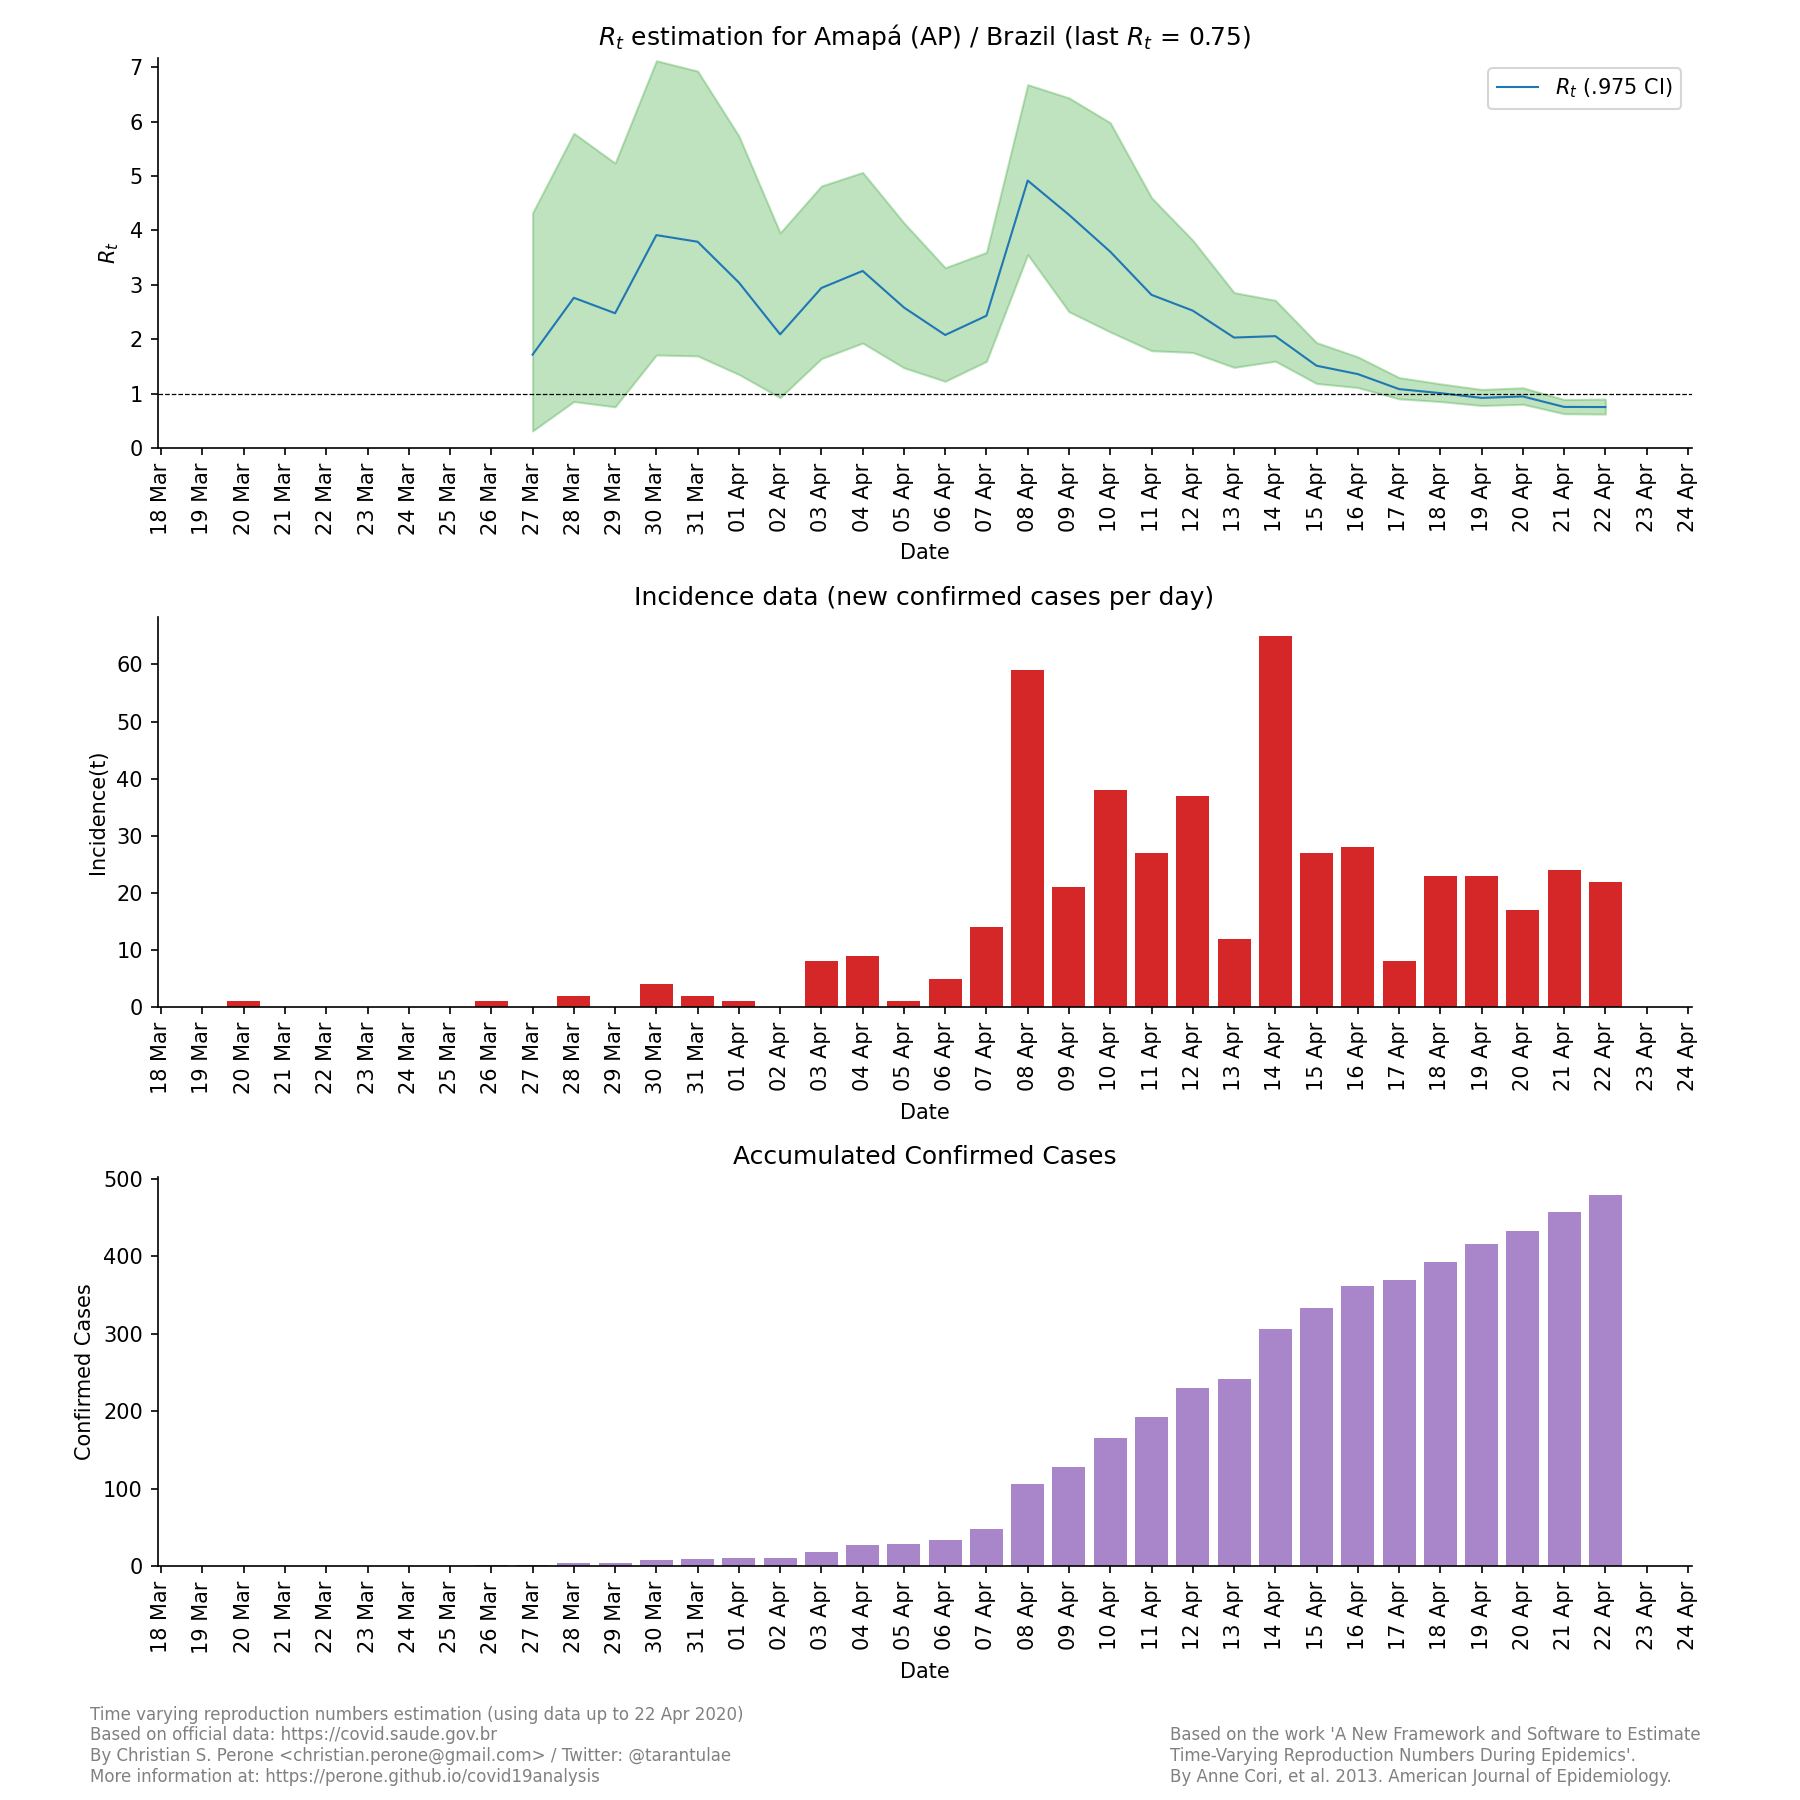 Rt estimation for Amapá (AP) / Brazil (last Rt = 0.75)
Rt (.975 CI)
Rt
7
6
5
4
3
2
1
0
18 Mar 19 Mar 20 Mar 21 Mar 22 Mar 23 Mar 24 Mar 25 Mar 26 Mar 27 Mar 28 Mar 29 Mar 30 Mar 31 Mar 01 Apr 02 Apr 03 Apr 04 Apr 05 Apr 06 Apr 07 Apr 08 Apr 09 Apr 10 Apr 11 Apr 12 Apr 13 Apr 14 Apr 15 Apr 16 Apr 17 Apr 18 Apr 19 Apr 20 Apr 21 Apr 22 Apr 23 Apr 24 Apr
Date
Incidence data (new confirmed cases per day)
Incidence(t)
60
50
40
30
20
10
0
18 Mar 19 Mar 20 Mar 21 Mar 22 Mar 23 Mar 24 Mar 25 Mar 26 Mar 27 Mar 28 Mar 29 Mar 30 Mar 31 Mar 01 Apr 02 Apr 03 Apr 04 Apr 05 Apr 06 Apr 07 Apr 08 Apr 09 Apr 10 Apr 11 Apr 12 Apr 13 Apr 14 Apr 15 Apr 16 Apr 17 Apr 18 Apr 19 Apr 20 Apr 21 Apr 22 Apr 23 Apr 24 Apr
Date
Accumulated Confirmed Cases
Confirmed Cases
500
400
300
200
100
0
18 Mar 19 Mar 20 Mar 21 Mar 22 Mar 23 Mar 24 Mar 25 Mar 26 Mar 27 Mar 28 Mar 29 Mar 30 Mar 31 Mar 01 Apr 02 Apr 03 Apr 04 Apr 05 Apr 06 Apr 07 Apr 08 Apr 09 Apr 10 Apr 11 Apr 12 Apr 13 Apr 14 Apr 15 Apr 16 Apr 17 Apr 18 Apr 19 Apr 20 Apr 21 Apr 22 Apr 23 Apr 24 Apr
Date
Time varying reproduction numbers estimation (using data up to 22 Apr 2020)
Based on official data: https://covid.saude.gov.br
By Christian S. Perone <christian.perone@gmail.com> / Twitter: @tarantulae
More information at: https://perone.github.io/covid19analysis
Based on the work 'A New Framework and Software to Estimate
Time-Varying Reproduction Numbers During Epidemics'.
By Anne Cori, et al. 2013. American Journal of Epidemiology.